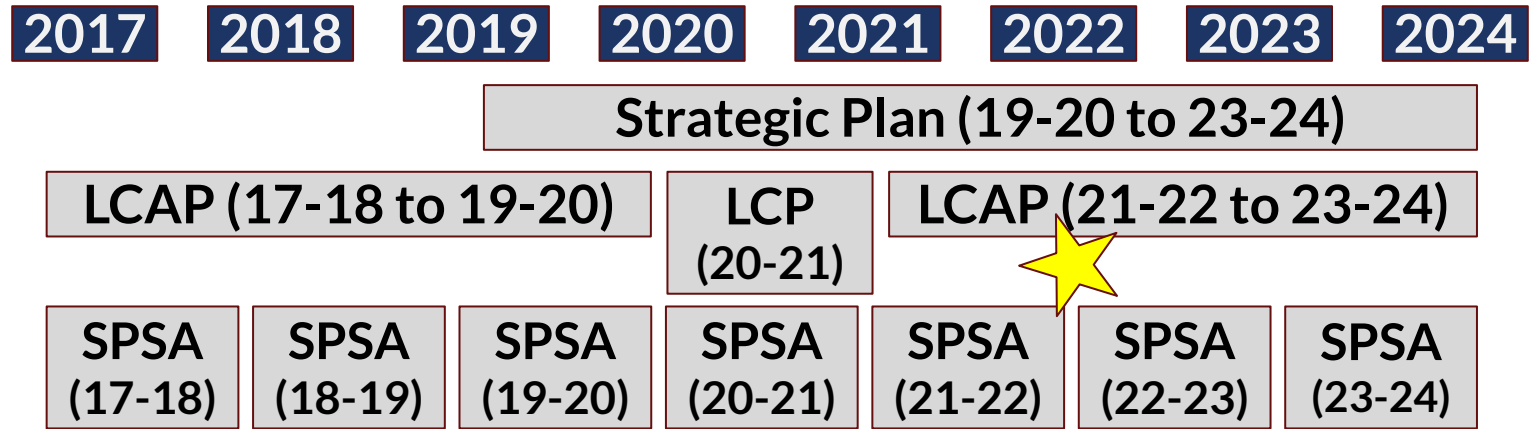 2017 2018 2019 2020 2021 2022 2023 2024
Strategic Plan (19-20 to 23-24)
LCAP (17-18 to 19-20)
LCP
(20-21)
LCAP (21-22 to 23-24)
SPSA
(17-18)
SPSA
(18-19)
SPSA
(19-20)
SPSA
(20-21)
SPSA
(21-22)
SPSA
(22-23)
SPSA
(23-24)